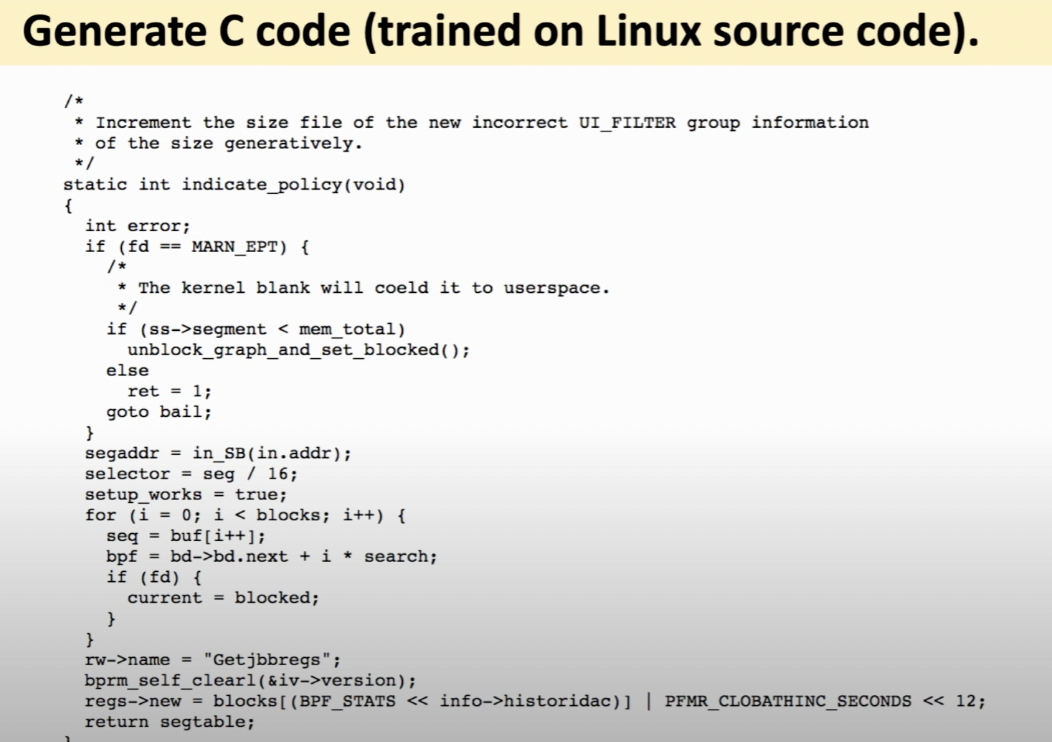 Generate C code (trained on Linux source code).
/*
 * Increment the size file of the new incorrect UI_FILTER group information
 * of the size generatively.
 */
static int indicate_policy(void)
{
  int error;
  if (fd == MARN_EPT) {
    /*
     * The kernel blank will coeld it to userspace.
     */
    if (ss->segment < mem_total)
      unblock_graph_and_set_blocked();
    else
      ret = 1;
    goto bail;
  }
  segaddr = in_SB(in.addr);
  selector = seg / 16;
  setup_works = true;
  for (i = 0; i < blocks; i++) {
    seq = buf[i++];
    bpf = bd->bd.next + i * search;
    if (fd) {
      current = blocked;
    }
  }
  rw->name = "Getjbbregs";
  bprm_self_clearl(&iv->version);
  regs->new = blocks[(BPF_STATS << info->historidac)] | PFMR_CLOBATHINC_SECONDS << 12;
  return segtable;
}